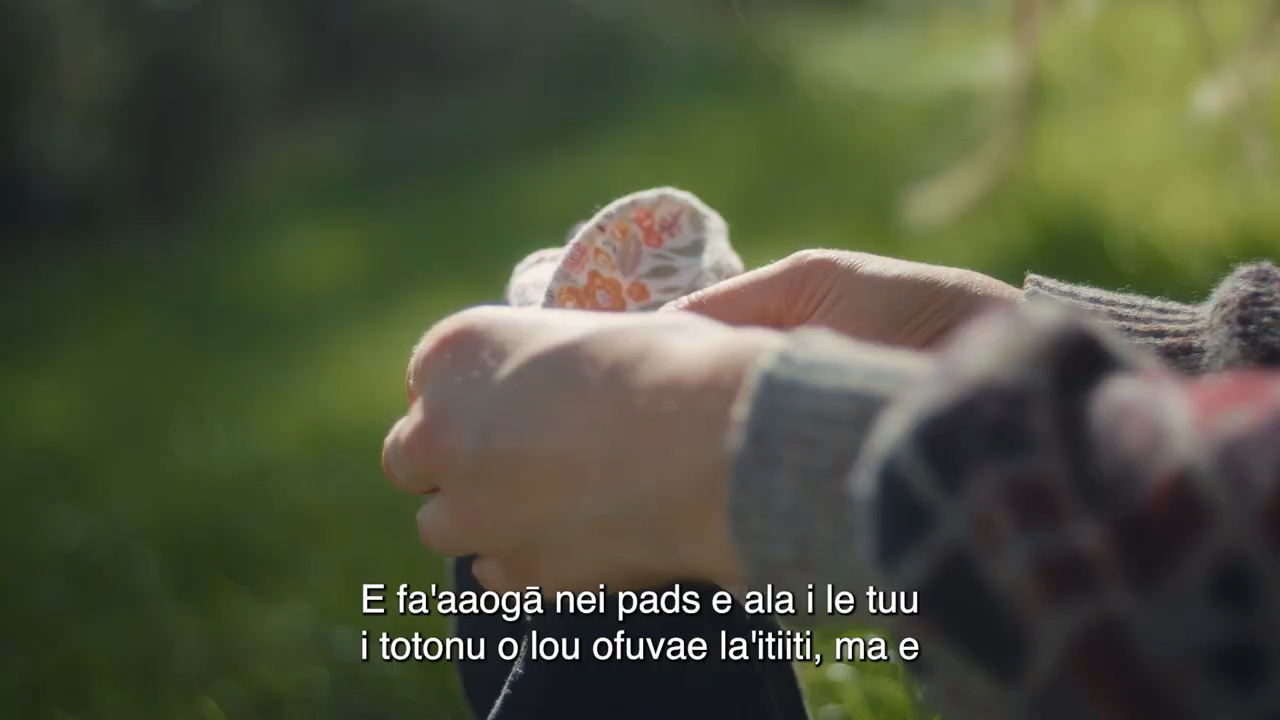 E fa'aaogā nei pads e ala i le tuu
i totonu o lou ofuvae la'itiiti, ma e